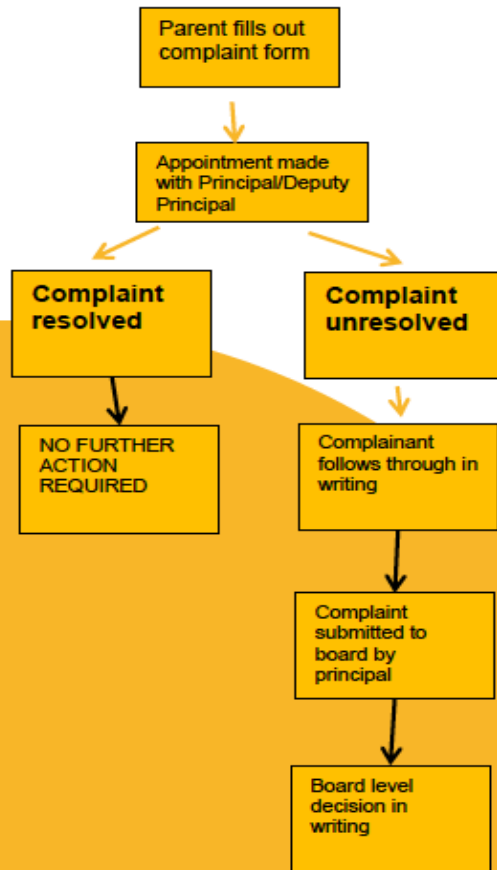 Parent fills out
complaint form
Appointment made
with Principal/Deputy
Principal
Complaint
resolved
Complaint
unresolved
NO FURTHER
ACTION
REQUIRED
Complainant
follows through in
writing
Complaint
submitted to
board by
principal
Board level
decision in
writing